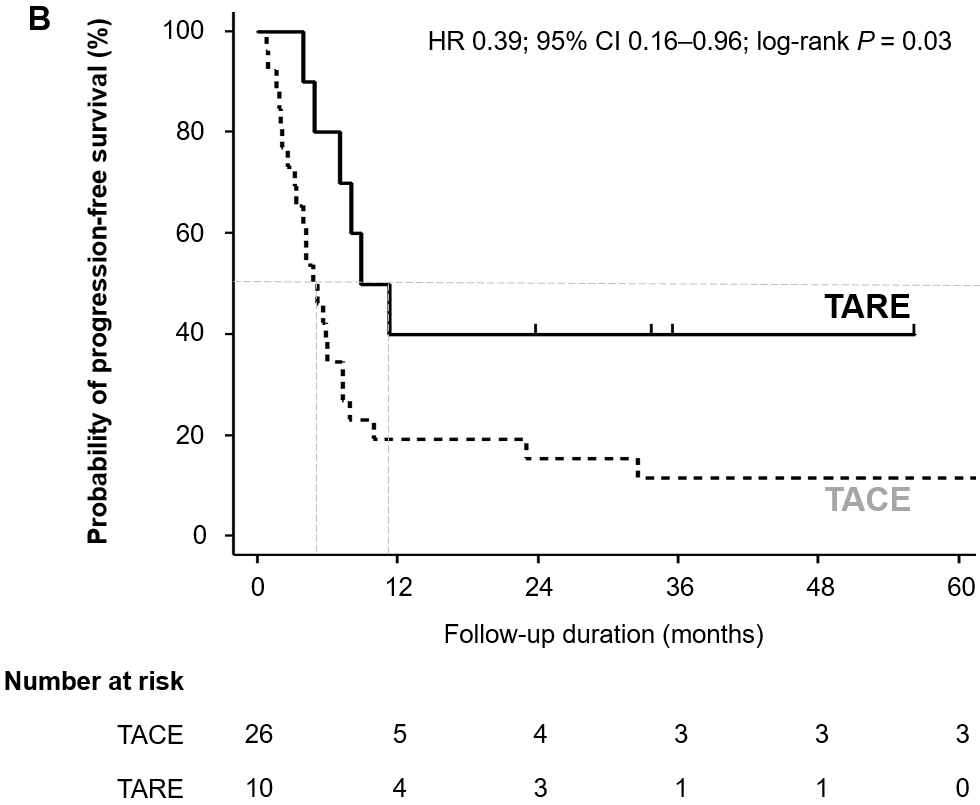 B
Probability of progression-free survival (%)
HR 0.39; 95% CI 0.16–0.96; log-rank P = 0.03
100
80
60
40
20
0
TARE
TACE
0 12 24 36 48 60
Follow-up duration (months)
Number at risk
TACE 26 5 4 3 3 3
TARE 10 4 3 1 1 0